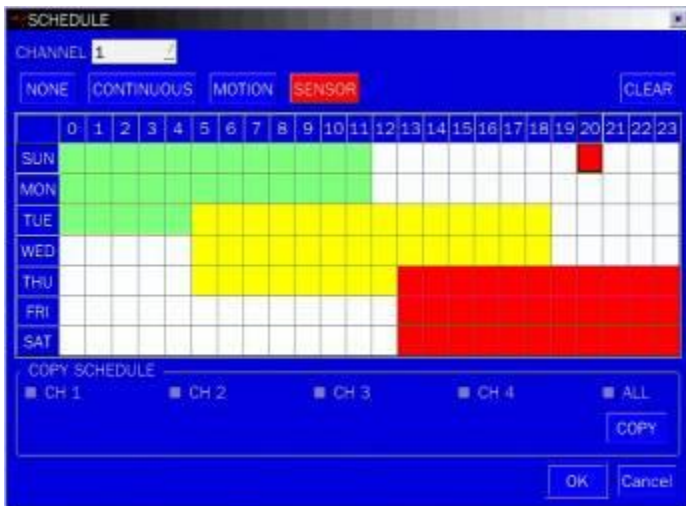 SCHEDULE
CHANNEL 1
NONE CONTINUOUS MOTION SENSOR CLEAR
0 1 2 3 4 5 6 7 8 9 10 11 12 13 14 15 16 17 18 19 20 21 22 23
SUN
MON
TUE
WED
THU
FRI
SAT
COPY SCHEDULE
CH 1 CH 2 CH 3 CH 4 ALL
COPY
OK Cancel